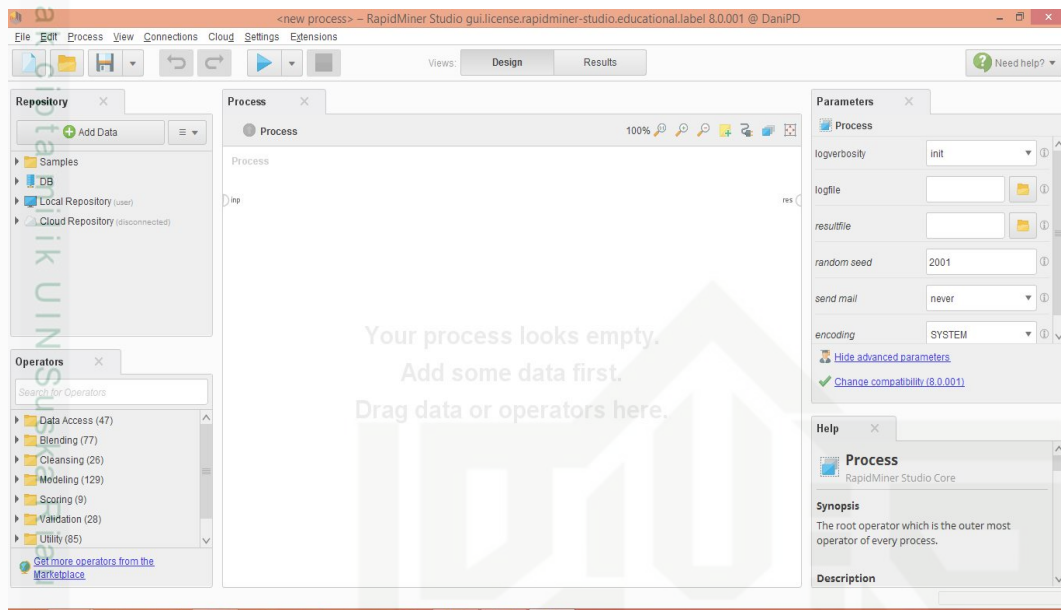 <new process> – RapidMiner Studio gui.license.rapidminer-studio.educational.label 8.0.001 @ DaniPD
File Edit Process View Connections Cloud Settings Extensions
Views: Design Results Need help?
Repository
Add Data
Samples
DB
Local Repository (user)
Cloud Repository (disconnected)
Operators
Search for Operators
Data Access (47)
Blending (77)
Cleansing (26)
Modeling (129)
Scoring (9)
Validation (28)
Utility (85)
Get more operators from the
Marketplace
Process
Process 100%
Process
inp res
Your process looks empty.
Add some data first.
Drag data or operators here.
Parameters
Process
logverbosity init
logfile
resultfile
random seed 2001
send mail never
encoding SYSTEM
Hide advanced parameters
Change compatibility (8.0.001)
Help
Process
RapidMiner Studio Core
Synopsis
The root operator which is the outer most
operator of every process.
Description
cipta milik UIN Suska Riau